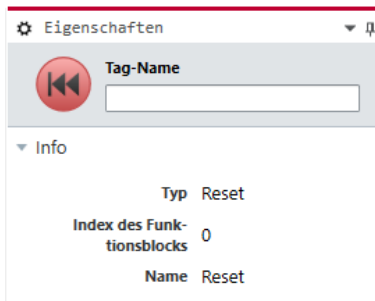 Eigenschaften
Tag-Name
Info
Typ Reset
Index des Funk-
tionsblocks 0
Name Reset